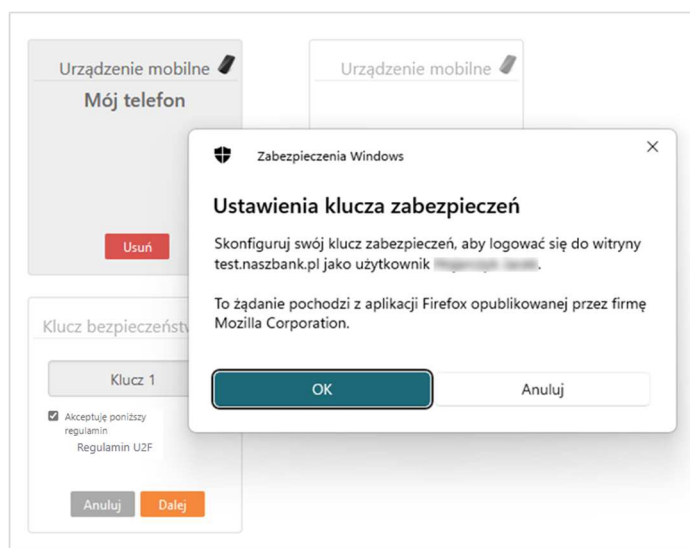 Urządzenie mobilne
Mój telefon
Usuń
Urządzenie mobilne
Zabezpieczenia Windows
Ustawienia klucza zabezpieczeń
Skonfiguruj swój klucz zabezpieczeń, aby logować się do witryny
test.naszbank.pl jako użytkownik .
To żądanie pochodzi z aplikacji Firefox opublikowanej przez firmę
Mozilla Corporation.
OK
Anuluj
Klucz
Klucz 1
Akceptuję poniższy
regulamin
Regulamin U2F
Anuluj
Dalej